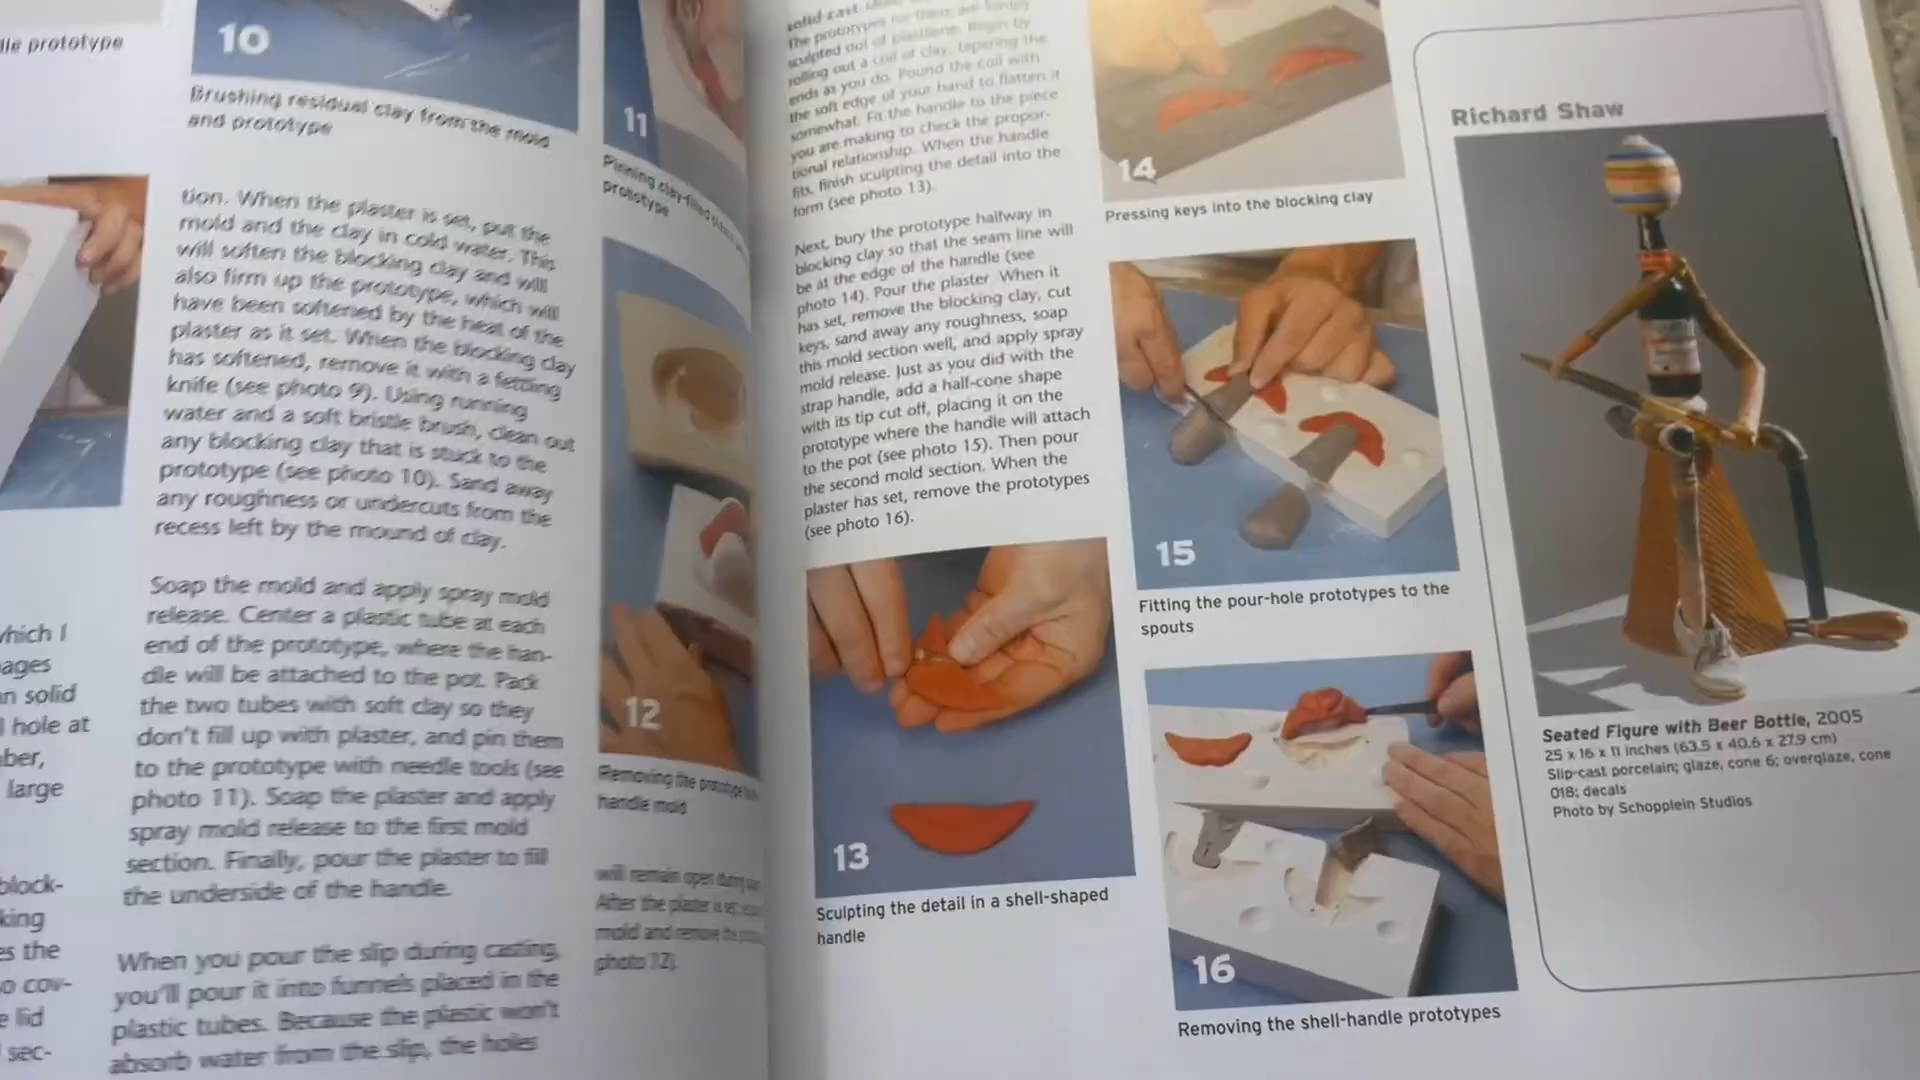 dle prototype
10
Brushing residual clay from the mold
and prototype
tion. When the plaster is set, put the
mold and the clay in cold water. This
will soften the blocking clay and will
also firm up the prototype, which will
have been softened by the heat of the
plaster as it set. When the blocking clay
has softened, remove it with a fettling
knife (see photo 9). Using running
water and a soft bristle brush, clean out
any blocking clay that is stuck to the
prototype (see photo 10). Sand away
any roughness or undercuts from the
recess left by the mound of clay.
Soap the mold and apply spray mold
release. Center a plastic tube at each
end of the prototype, where the han-
dle will be attached to the pot. Pack
the two tubes with soft clay so they
don't fill up with plaster, and pin them
to the prototype with needle tools (see
photo 11). Soap the plaster and apply
spray mold release to the first mold
section. Finally, pour the plaster to fill
the underside of the handle.
When you pour the slip during casting,
you'll pour it into funnels placed in the
plastic tubes. Because the plastic won't
absorb water from the slip, the holes
which I
ages
n solid
hole at
ber,
large
block-
king
es the
o cov-
e lid
sec-
11
Pinning clay-filled
prototype
12
Removing the prototype
handle mold
will remain open during
After the plaster is set,
mold and remove the
photo 12).
solid cast
The prototypes for these are simply
sculpted out of plastiline. Begin by
rolling out a coil of clay, tapering the
ends as you do. Pound the coil with
the soft edge of your hand to flatten it
somewhat. Fit the handle to the piece
you are making to check the propor-
tional relationship. When the handle
fits, finish sculpting the detail into the
form (see photo 13).
Next, bury the prototype halfway in
blocking clay so that the seam line will
be at the edge of the handle (see
photo 14). Pour the plaster. When it
has set, remove the blocking clay, cut
keys, sand away any roughness, soap
this mold section well, and apply spray
mold release. Just as you did with the
strap handle, add a half-cone shape
with its tip cut off, placing it on the
prototype where the handle will attach
to the pot (see photo 15). Then pour
the second mold section. When the
plaster has set, remove the prototypes
(see photo 16).
13
Sculpting the detail in a shell-shaped
handle
14
Pressing keys into the blocking clay
15
Fitting the pour-hole prototypes to the
spouts
16
Removing the shell-handle prototypes
Richard Shaw
Seated Figure with Beer Bottle, 2005
25 x 16 x 11 inches (63.5 x 40.6 x 27.9 cm)
Slip-cast porcelain; glaze, cone 6; overglaze, cone
018; decals
Photo by Schopplein Studios